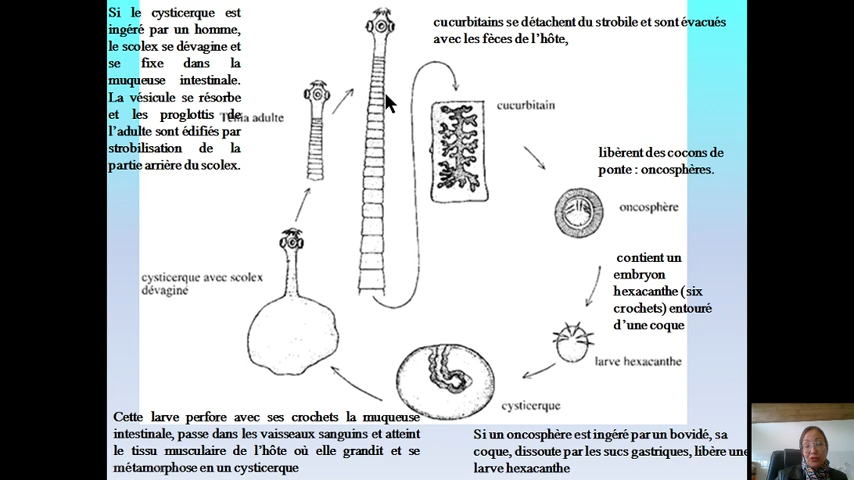 Si le cysticerque est
ingéré par un homme,
le scolex se dévagine et
se fixe dans la
muqueuse intestinale.
La vésicule se résorbe
et les proglottis de
l'adulte sont édifiés par
strobilisation de la
partie arrière du scolex.
Ténia adulte
cucurbitains se détachent du strobile et sont évacués
avec les fèces de l'hôte,
cucurbitain
libèrent des cocons de
ponte : oncosphères.
oncosphère
contient un
embryon
hexacanthe (six
crochets) entouré
d'une coque
larve hexacanthe
cysticerque
cysticerque avec scolex
dévaginé
Cette larve perfore avec ses crochets la muqueuse
intestinale, passe dans les vaisseaux sanguins et atteint
le tissu musculaire de l'hôte où elle grandit et se
métamorphose en un cysticerque
Si un oncosphère est ingéré par un bovidé, sa
coque, dissoute par les sucs gastriques, libère une
larve hexacanthe